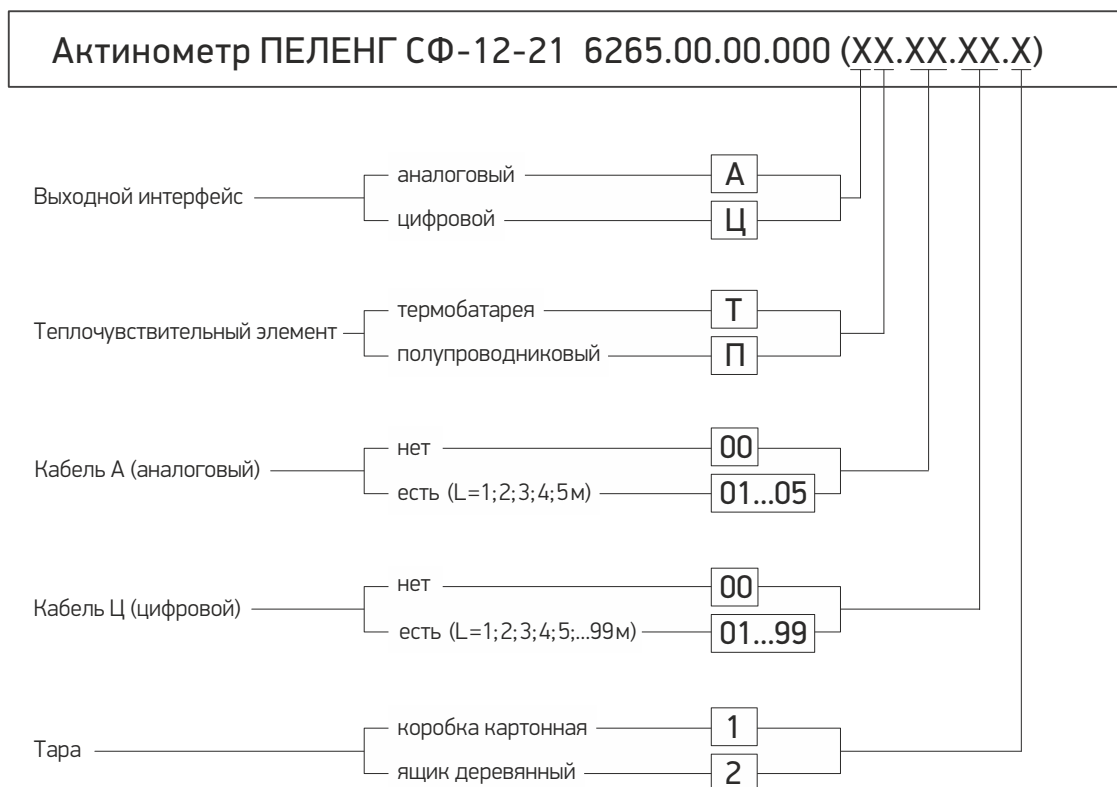 Актинометр ПЕЛЕНГ СФ-12-21 6265.00.00.000 (XX.XX.XX.X)
аналоговый А
Выходной интерфейс
цифровой Ц
термобатарея Т
Теплочувствительный элемент
полупроводниковый П
нет 00
Кабель А (аналоговый)
есть (L=1;2;3;4;5м) 01...05
нет 00
Кабель Ц (цифровой)
есть (L=1;2;3;4;5;...99м) 01...99
коробка картонная 1
Тара
ящик деревянный 2